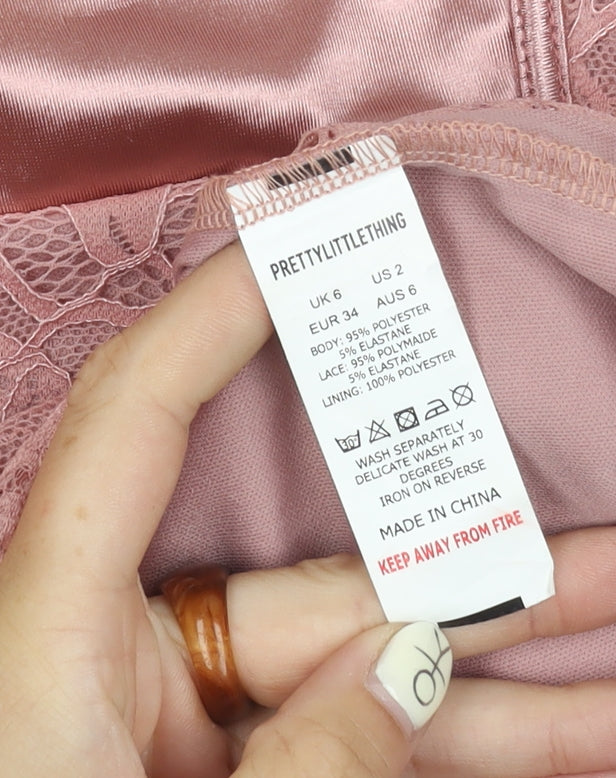 PRETTYLITTLETHING
UK 6 US 2
EUR 34 AUS 6
BODY: 95% POLYESTER
5% ELASTANE
LACE: 95% POLYMAIDE
5% ELASTANE
LINING: 100% POLYESTER
30°
WASH SEPARATELY
DELICATE WASH AT 30
DEGREES
IRON ON REVERSE
MADE IN CHINA
KEEP AWAY FROM FIRE